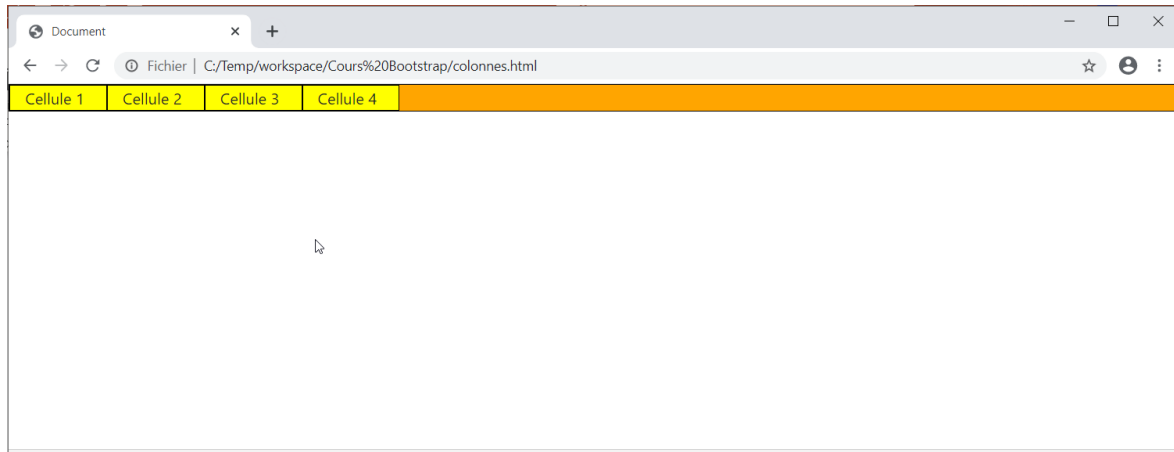 Document
Fichier | C:/Temp/workspace/Cours%20Bootstrap/colonnes.html
Cellule 1 Cellule 2 Cellule 3 Cellule 4